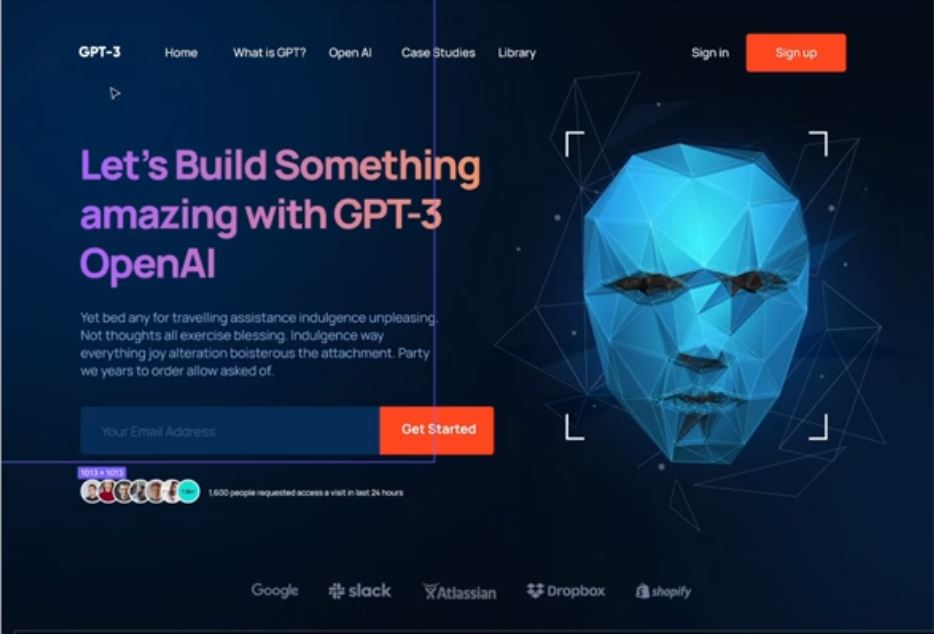 GPT-3 Home What is GPT? Open AI Case Studies Library Sign in Sign up
Let's Build Something
amazing with GPT-3
OpenAI
Yet bed any for travelling assistance indulgence unpleasing.
Not thoughts all exercise blessing. Indulgence way
everything joy alteration boisterous the attachment. Party
we years to order allow asked of.
Your Email Address Get Started
1013 × 1013
1,600 people requested access a visit in last 24 hours
Google slack Atlassian Dropbox shopify